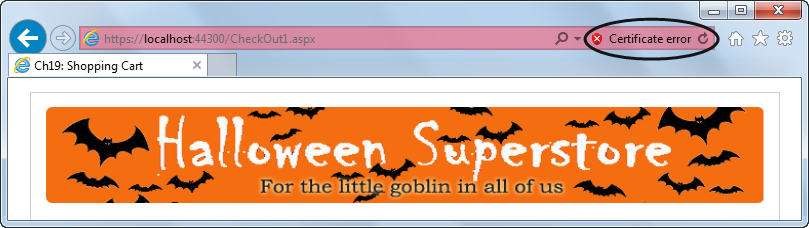 https://localhost:44300/CheckOut1.aspx
Certificate error
Ch19: Shopping Cart
Halloween Superstore
For the little goblin in all of us